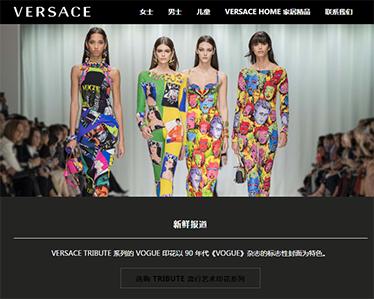 VERSACE
女士 男士 儿童 VERSACE HOME 家居精品 联系我们
VOGUE
新鲜报道
VERSACE TRIBUTE 系列的 VOGUE 印花以 90 年代《VOGUE》杂志的标志性封面为特色。
选购 TRIBUTE 流行艺术印花系列